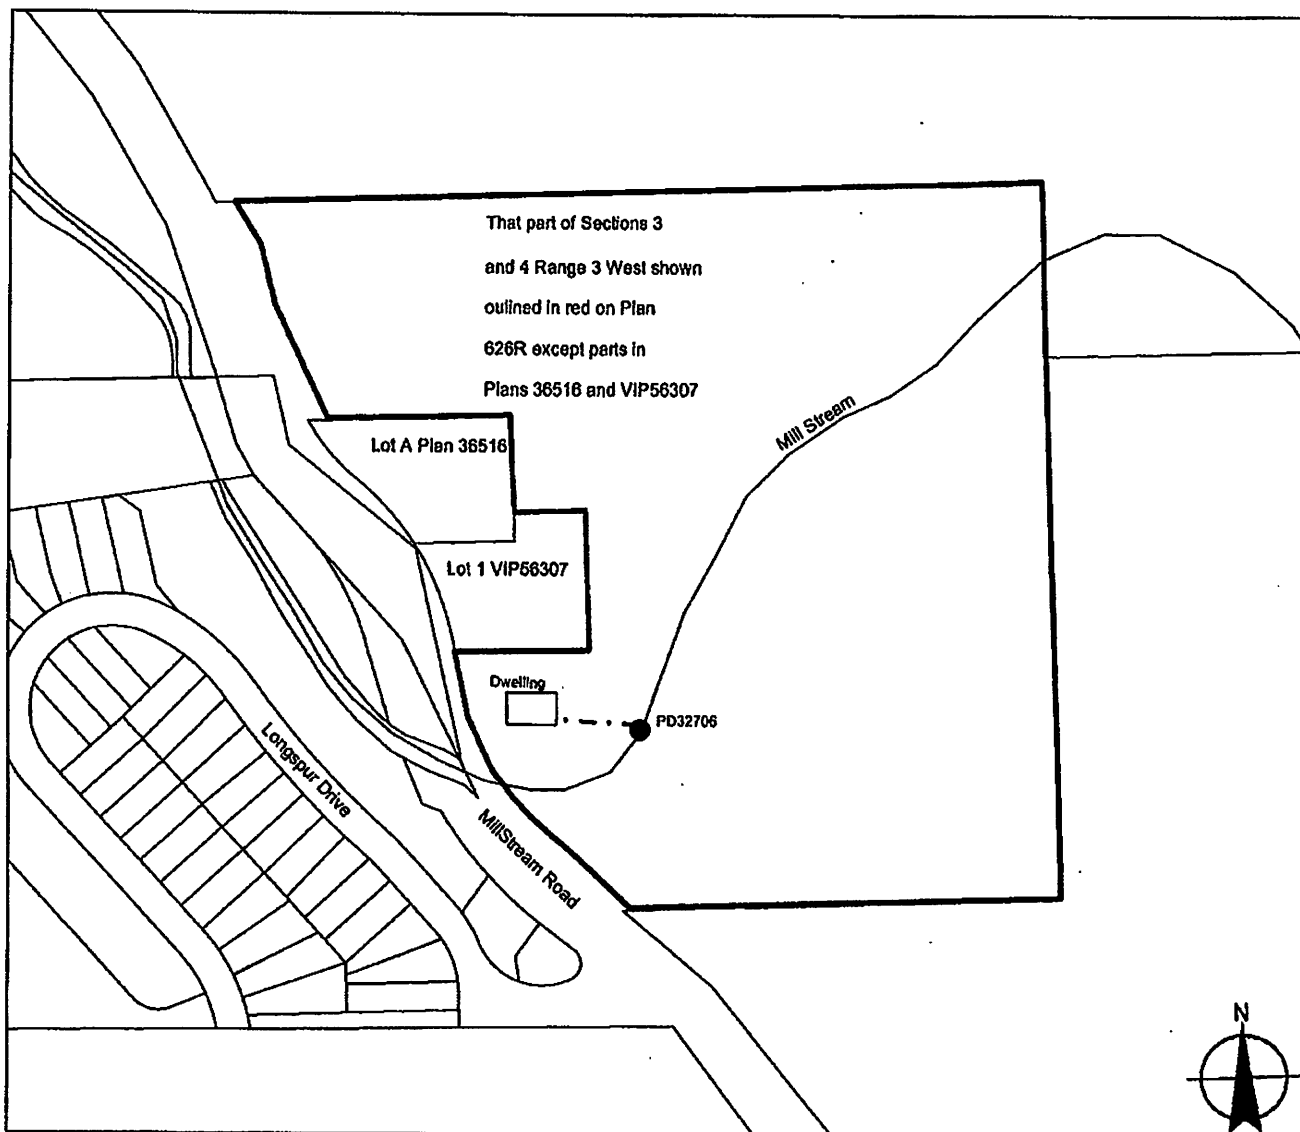 That part of Sections 3
and 4 Range 3 West shown
oulined in red on Plan
626R except parts in
Plans 36516 and VIP56307
Lot A Plan 36516
Mill Stream
Lot 1 VIP56307
Dwelling
PD32706
Longspur Drive
MillStream Road
N